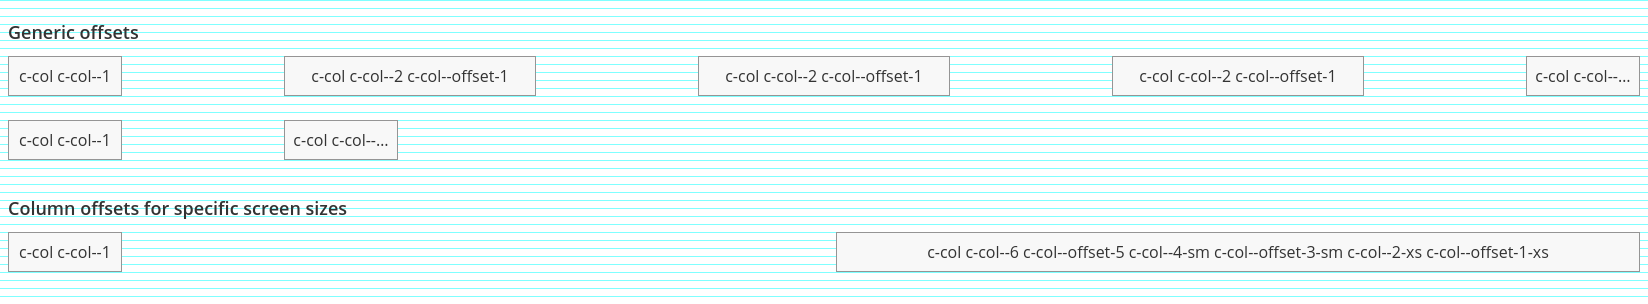 Generic offsets
c-col c-col--1 c-col c-col--2 c-col--offset-1 c-col c-col--2 c-col--offset-1 c-col c-col--2 c-col--offset-1 c-col c-col--...
c-col c-col--1 c-col c-col--...
Column offsets for specific screen sizes
c-col c-col--1 c-col c-col--6 c-col--offset-5 c-col--4-sm c-col--offset-3-sm c-col--2-xs c-col--offset-1-xs